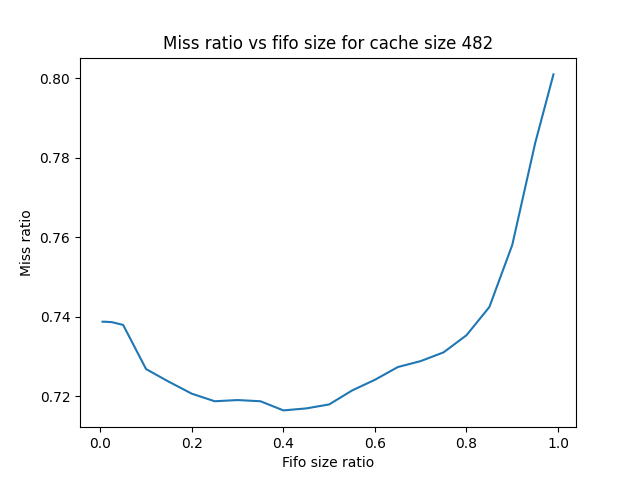 Miss ratio vs fifo size for cache size 482
0.80
0.78
0.76
0.74
0.72
Miss ratio
0.0 0.2 0.4 0.6 0.8 1.0
Fifo size ratio